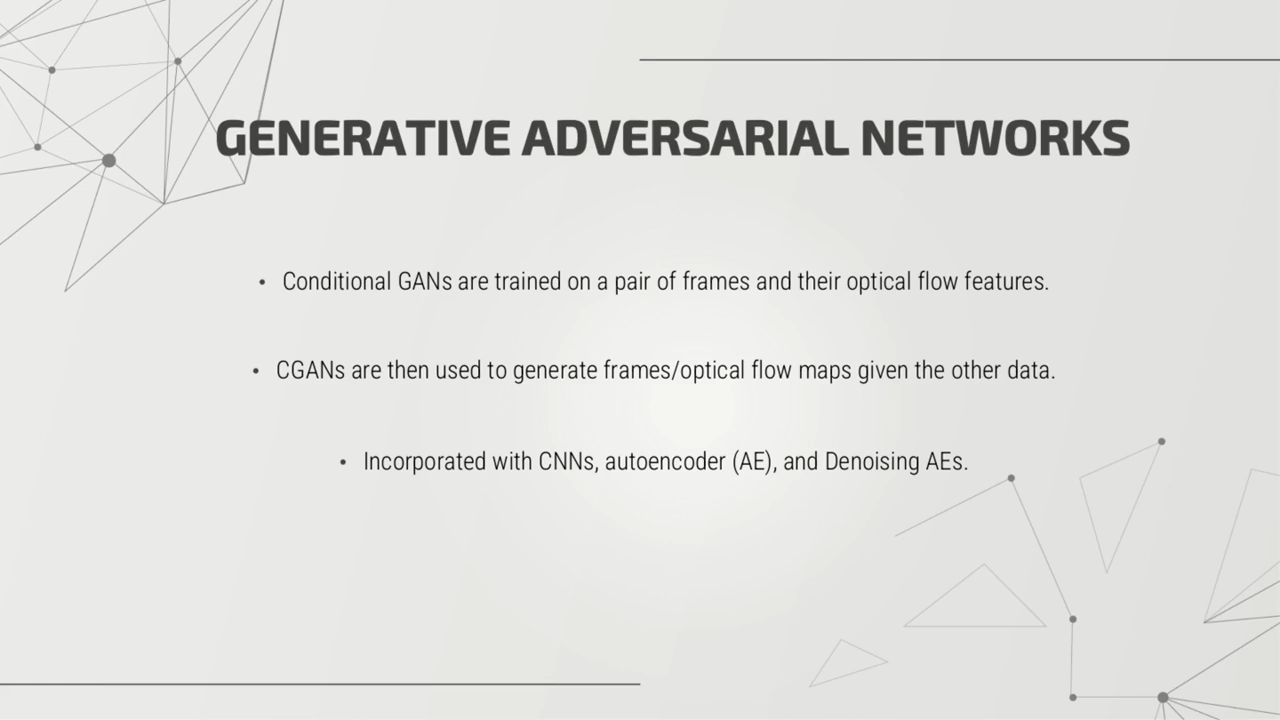 GENERATIVE ADVERSARIAL NETWORKS
• Conditional GANs are trained on a pair of frames and their optical flow features.
• CGANs are then used to generate frames/optical flow maps given the other data.
• Incorporated with CNNs, autoencoder (AE), and Denoising AEs.